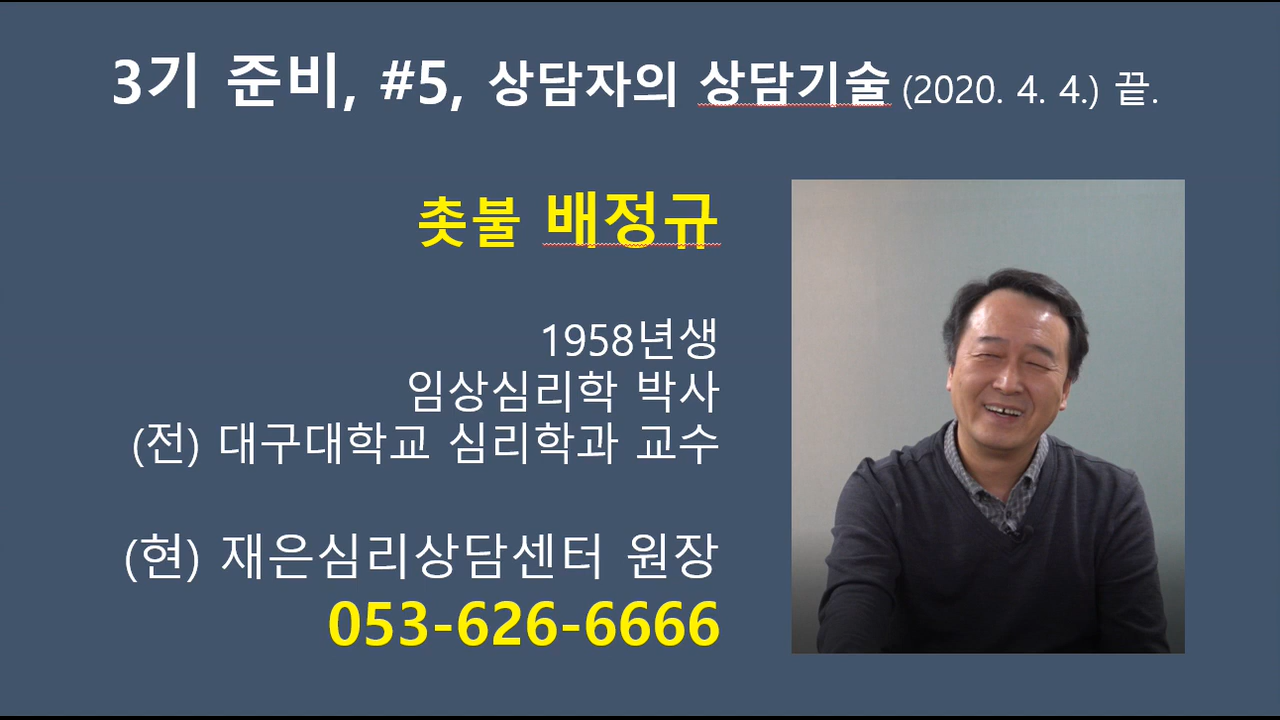 3기 준비, #5, 상담자의 상담기술 (2020. 4. 4.) 끝.
촛불 배정규
1958년생
임상심리학 박사
(전) 대구대학교 심리학과 교수
(현) 재은심리상담센터 원장
053-626-6666